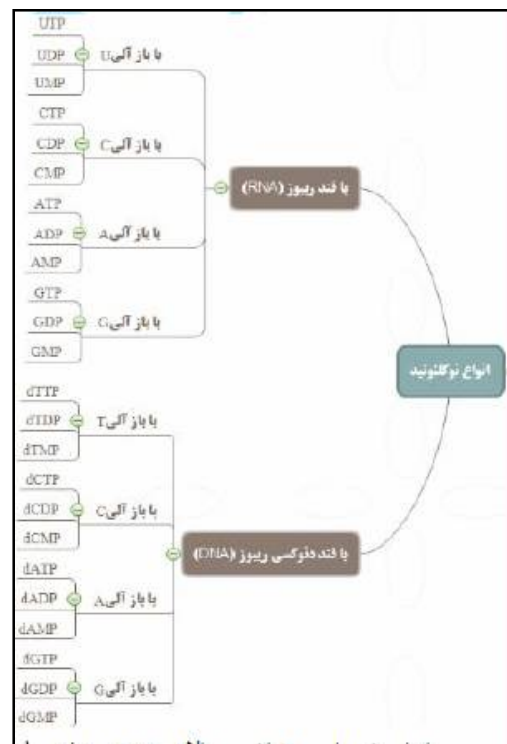 انواع نوکلئوتید
با قند ریبوز (RNA)
با باز آلی U
UTP
UDP
UMP
با باز آلی C
CTP
CDP
CMP
با باز آلی A
ATP
ADP
AMP
با باز آلی G
GTP
GDP
GMP
با قند دئوکسی ریبوز (DNA)
با باز آلی T
dTTP
dTDP
dTMP
با باز آلی C
dCTP
dCDP
dCMP
با باز آلی A
dATP
dADP
dAMP
با باز آلی G
dGTP
dGDP
dGMP